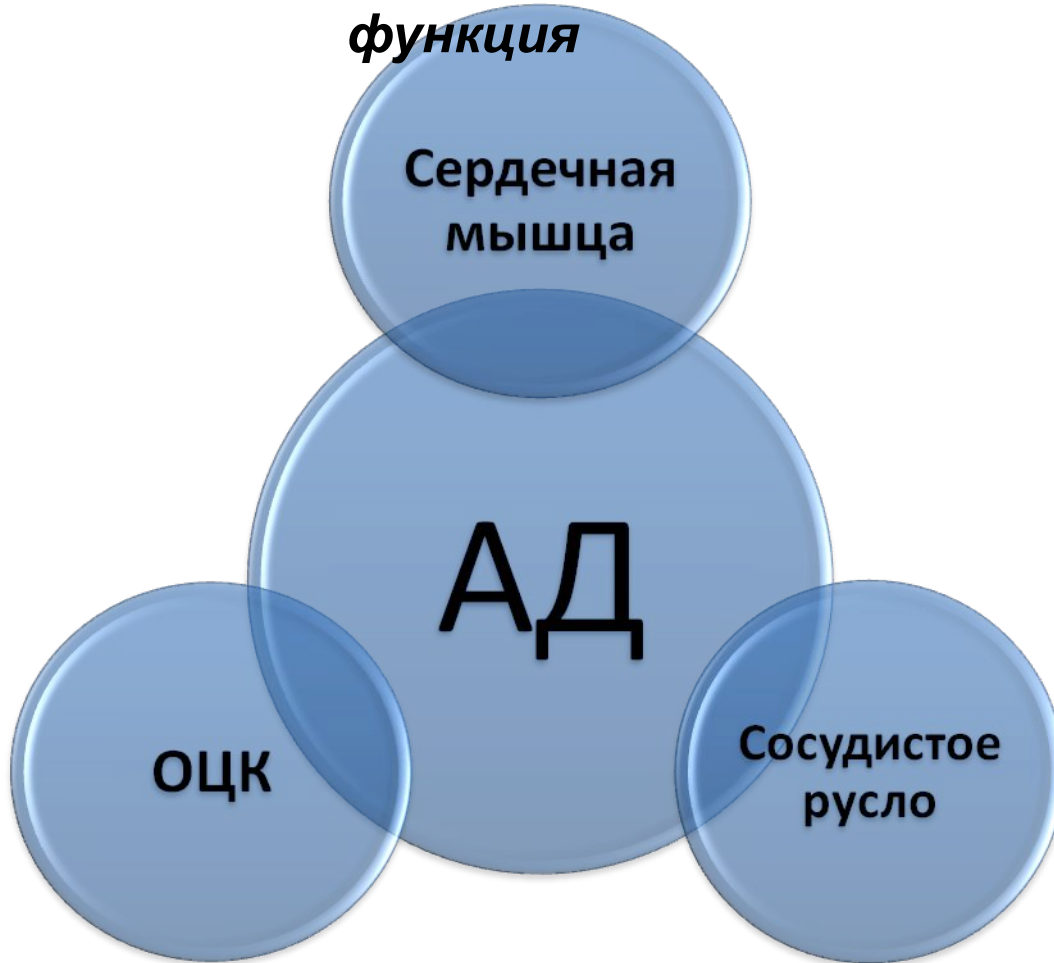 функция
Сердечная
мышца
АД
ОЦК
Сосудистое
русло